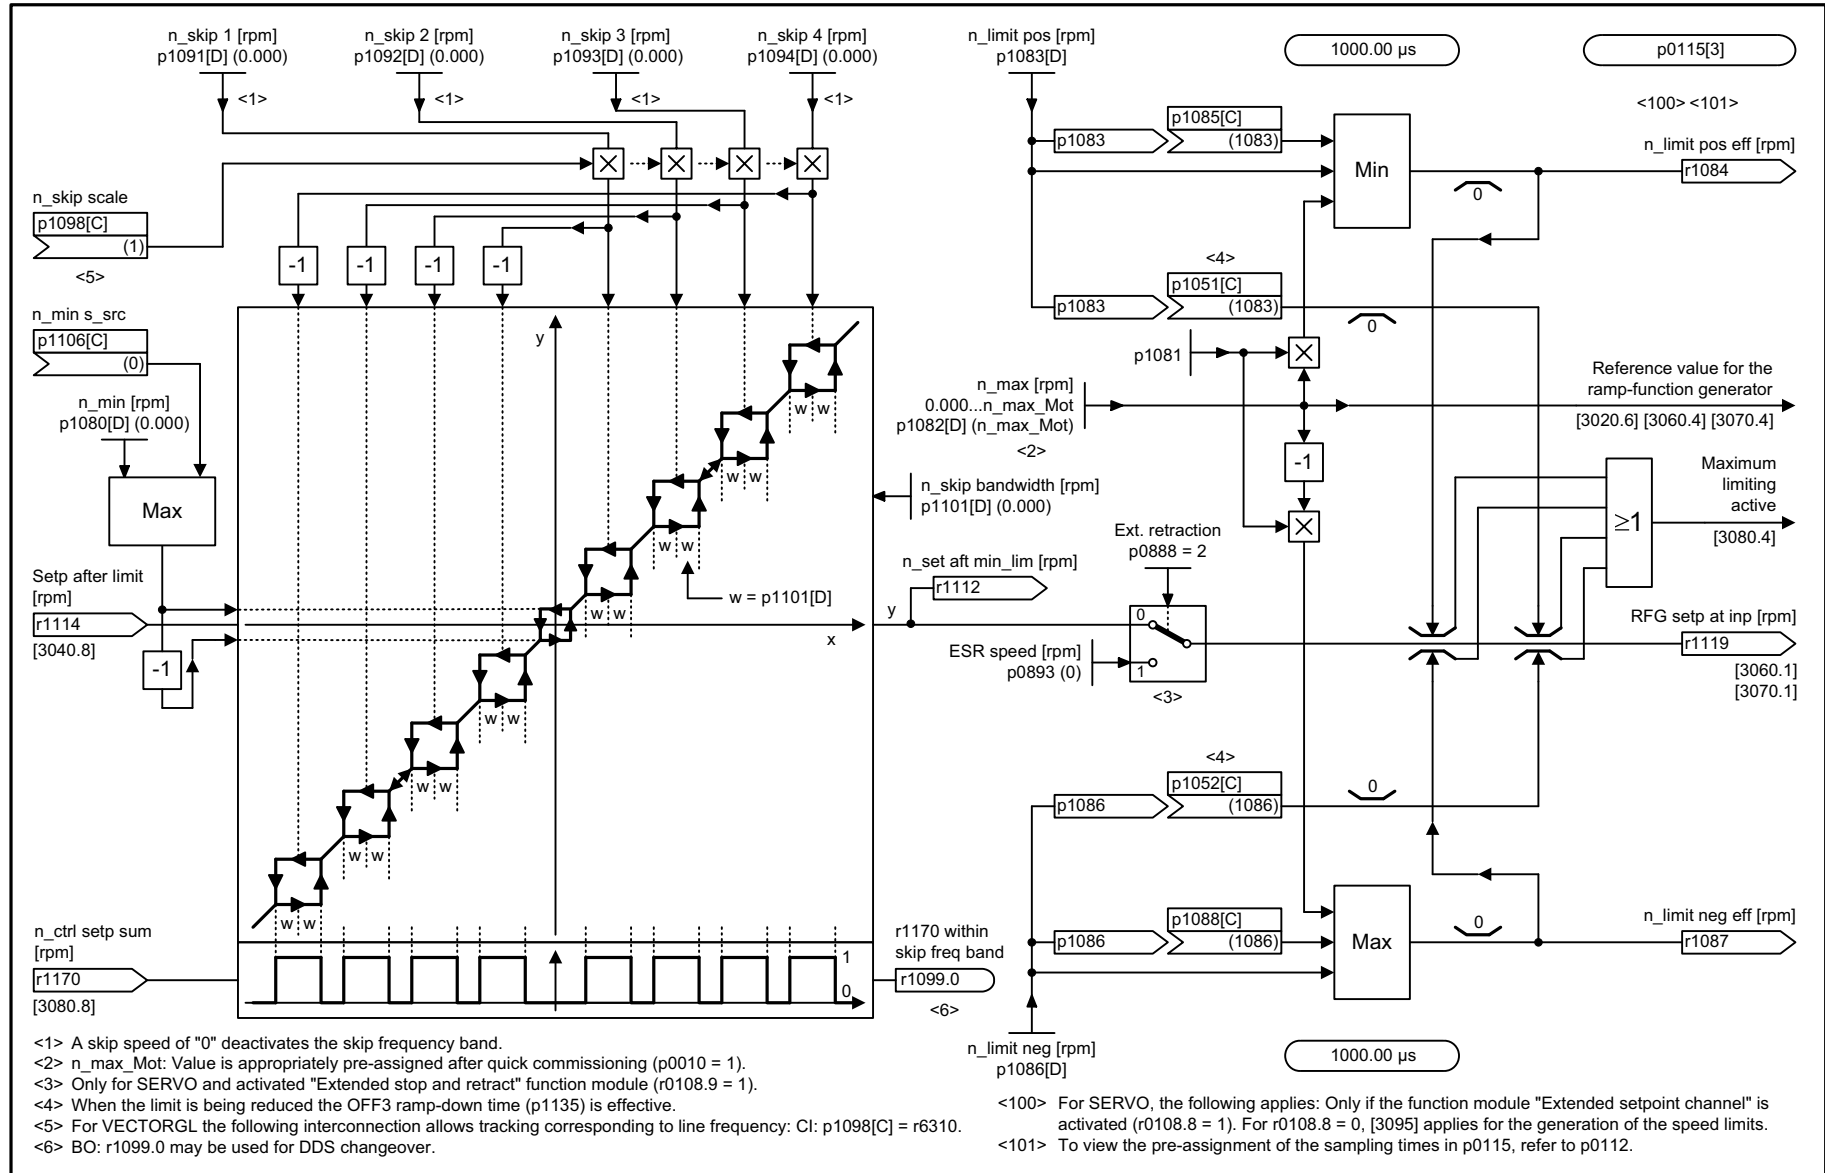 n_skip 1 [rpm]
p1091[D] (0.000)
<1>
n_skip 2 [rpm]
p1092[D] (0.000)
n_skip 3 [rpm]
p1093[D] (0.000)
<1>
n_skip 4 [rpm]
p1094[D] (0.000)
<1>
n_skip scale
p1098[C]
(1)
<5>
-1
-1
-1
-1
n_min s_src
p1106[C]
(0)
n_min [rpm]
p1080[D] (0.000)
Max
Setp after limit
[rpm]
r1114
[3040.8]
-1
y
x
w w
w w
w w
w w
w w
w w
w w
w w
w = p1101[D]
n_skip bandwidth [rpm]
p1101[D] (0.000)
n_set aft min_lim [rpm]
r1112
y
n_ctrl setp sum
[rpm]
r1170
[3080.8]
1
0
r1170 within
skip freq band
r1099.0
<6>
n_limit pos [rpm]
p1083[D]
1000.00 µs
p0115[3]
<100> <101>
p1083
p1085[C]
(1083)
Min
0
n_limit pos eff [rpm]
r1084
<4>
p1083
p1051[C]
(1083)
0
p1081
n_max [rpm]
0.000...n_max_Mot
p1082[D] (n_max_Mot)
<2>
Reference value for the
ramp-function generator
[3020.6] [3060.4] [3070.4]
-1
Maximum
limiting
active
[3080.4]
≥1
Ext. retraction
p0888 = 2
0
1
ESR speed [rpm]
p0893 (0)
<3>
RFG setp at inp [rpm]
r1119
[3060.1]
[3070.1]
<4>
p1086
p1052[C]
(1086)
0
p1086
p1088[C]
(1086)
Max
0
n_limit neg eff [rpm]
r1087
n_limit neg [rpm]
p1086[D]
1000.00 µs
<1> A skip speed of "0" deactivates the skip frequency band.
<2> n_max_Mot: Value is appropriately pre-assigned after quick commissioning (p0010 = 1).
<3> Only for SERVO and activated "Extended stop and retract" function module (r0108.9 = 1).
<4> When the limit is being reduced the OFF3 ramp-down time (p1135) is effective.
<5> For VECTORGL the following interconnection allows tracking corresponding to line frequency: CI: p1098[C] = r6310.
<6> BO: r1099.0 may be used for DDS changeover.
<100> For SERVO, the following applies: Only if the function module "Extended setpoint channel" is
activated (r0108.8 = 1). For r0108.8 = 0, [3095] applies for the generation of the speed limits.
<101> To view the pre-assignment of the sampling times in p0115, refer to p0112.